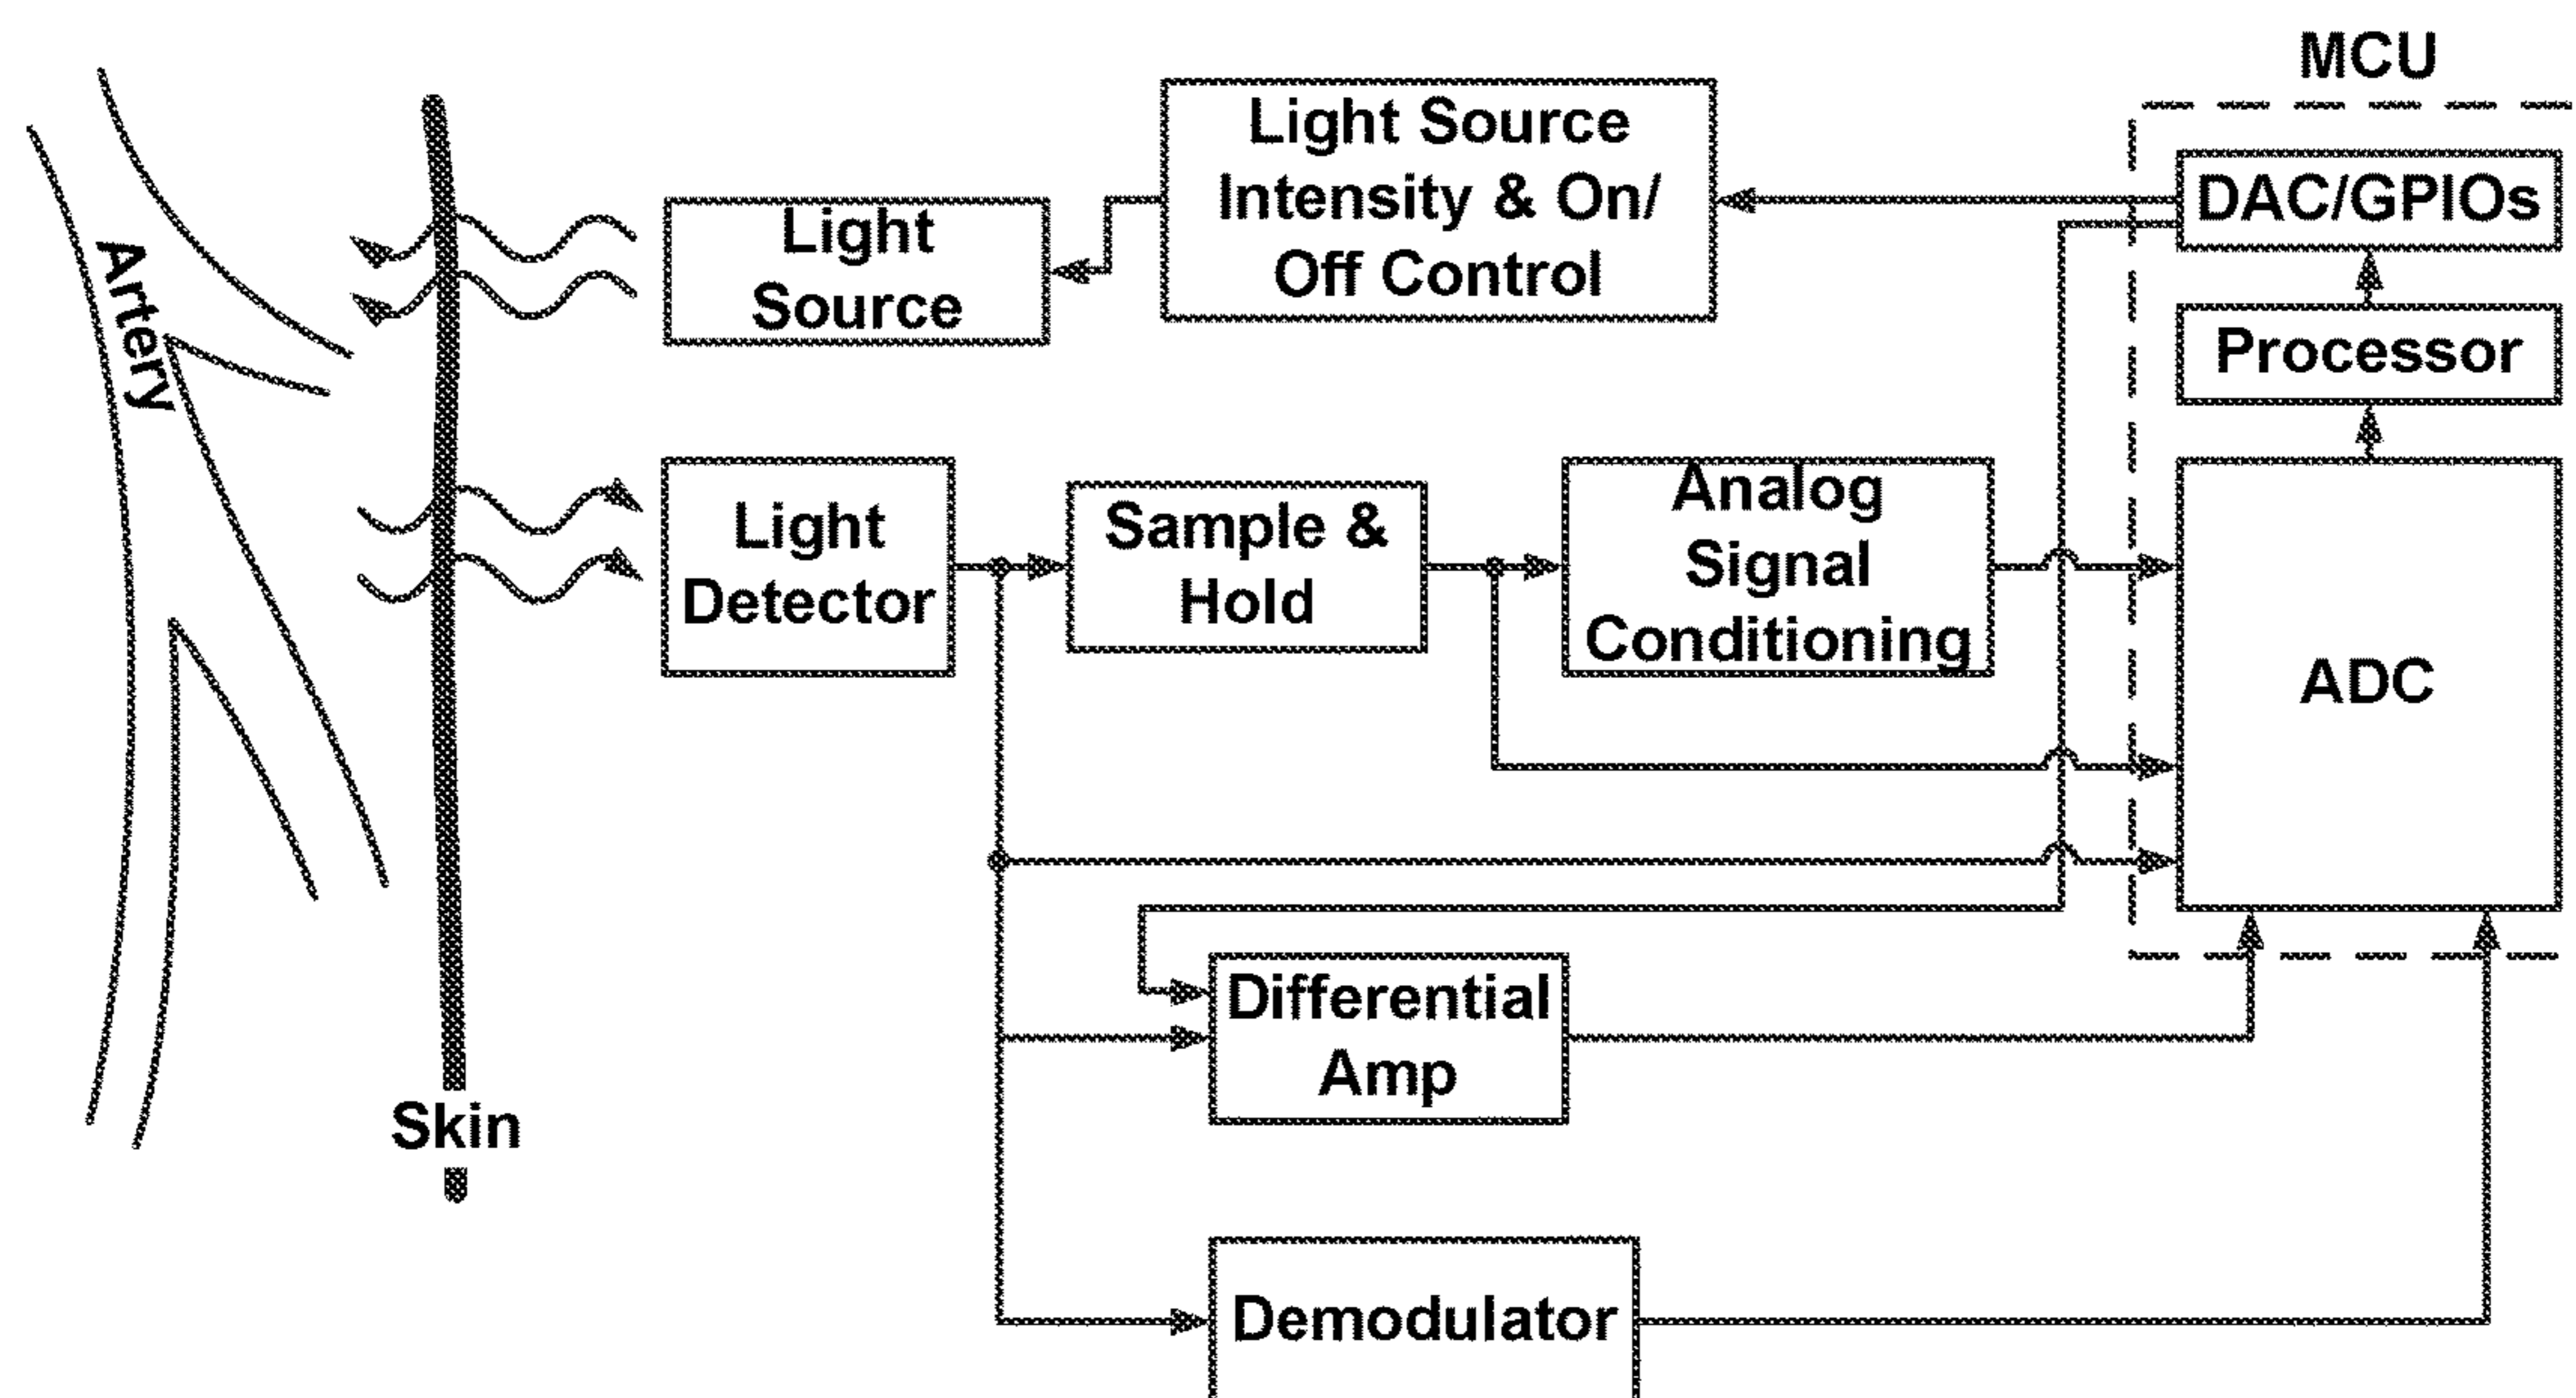 MCU
Light Source
Intensity & On/
Off Control
DAC/GPIOs
Light
Source
Artery
Processor
Light
Detector
Sample &
Hold
Analog
Signal
Conditioning
ADC
Differential
Amp
Skin
Demodulator